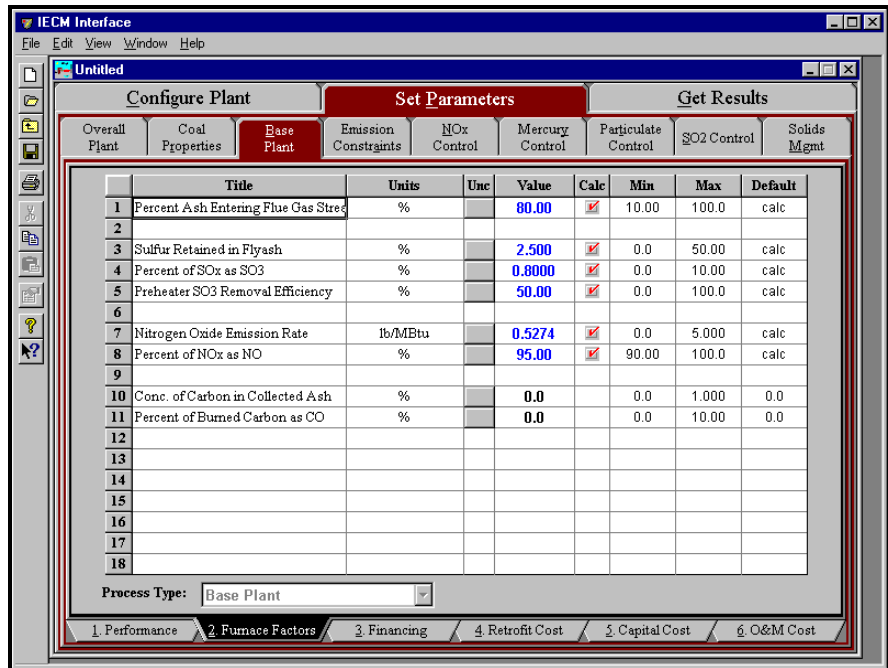 IECM Interface
File Edit View Window Help
Untitled
Configure Plant Set Parameters Get Results
Overall Plant Coal Properties Base Plant Emission Constraints NOx Control Mercury Control Particulate Control SO2 Control Solids Mgmt
Title Units Unc Value Calc Min Max Default
1 Percent Ash Entering Flue Gas Strea % 80.00 10.00 100.0 calc
2
3 Sulfur Retained in Flyash % 2.500 0.0 50.00 calc
4 Percent of SOx as SO3 % 0.8000 0.0 10.00 calc
5 Preheater SO3 Removal Efficiency % 50.00 0.0 100.0 calc
6
7 Nitrogen Oxide Emission Rate lb/MBtu 0.5274 0.0 5.000 calc
8 Percent of NOx as NO % 95.00 90.00 100.0 calc
9
10 Conc. of Carbon in Collected Ash % 0.0 0.0 1.000 0.0
11 Percent of Burned Carbon as CO % 0.0 0.0 10.00 0.0
12
13
14
15
16
17
18
Process Type: Base Plant
1. Performance 2. Furnace Factors 3. Financing 4. Retrofit Cost 5. Capital Cost 6. O&M Cost